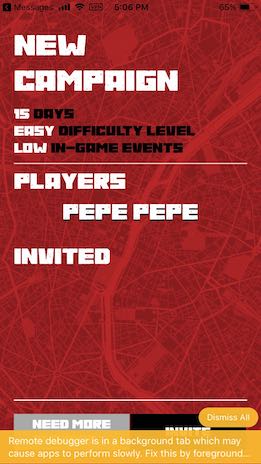 Messages 5:06 PM 65%
NEW
CAMPAIGN
15 DAYS
EASY DIFFICULTY LEVEL
LOW IN-GAME EVENTS
PLAYERS
PEPE PEPE
INVITED
Dismiss All
NEED MORE
INVITE
Remote debugger is in a background tab which may
cause apps to perform slowly. Fix this by foreground...